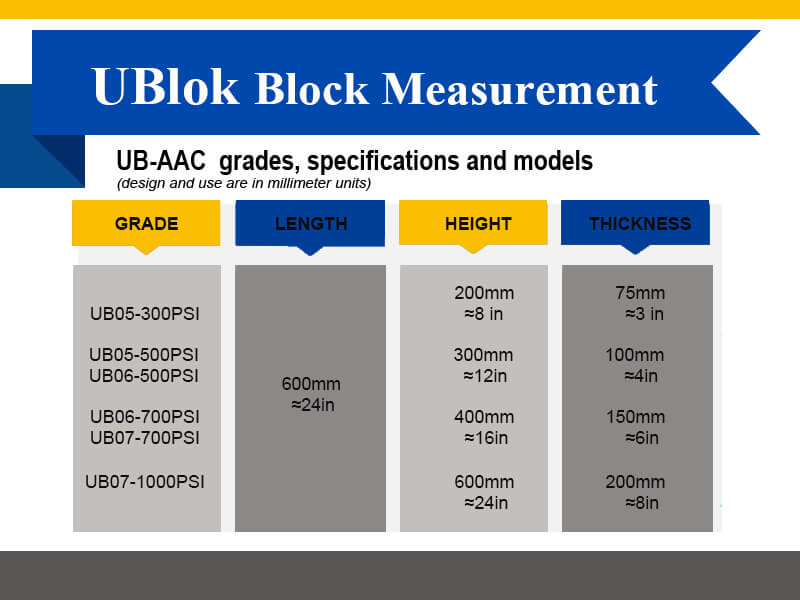 UBlok Block Measurement
UB-AAC grades, specifications and models
(design and use are in millimeter units)
GRADE
LENGTH
HEIGHT
THICKNESS
UB05-300PSI
UB05-500PSI
UB06-500PSI
UB06-700PSI
UB07-700PSI
UB07-1000PSI
600mm
≈24in
200mm
≈8 in
300mm
≈12in
400mm
≈16in
600mm
≈24in
75mm
≈3 in
100mm
≈4in
150mm
≈6in
200mm
≈8in